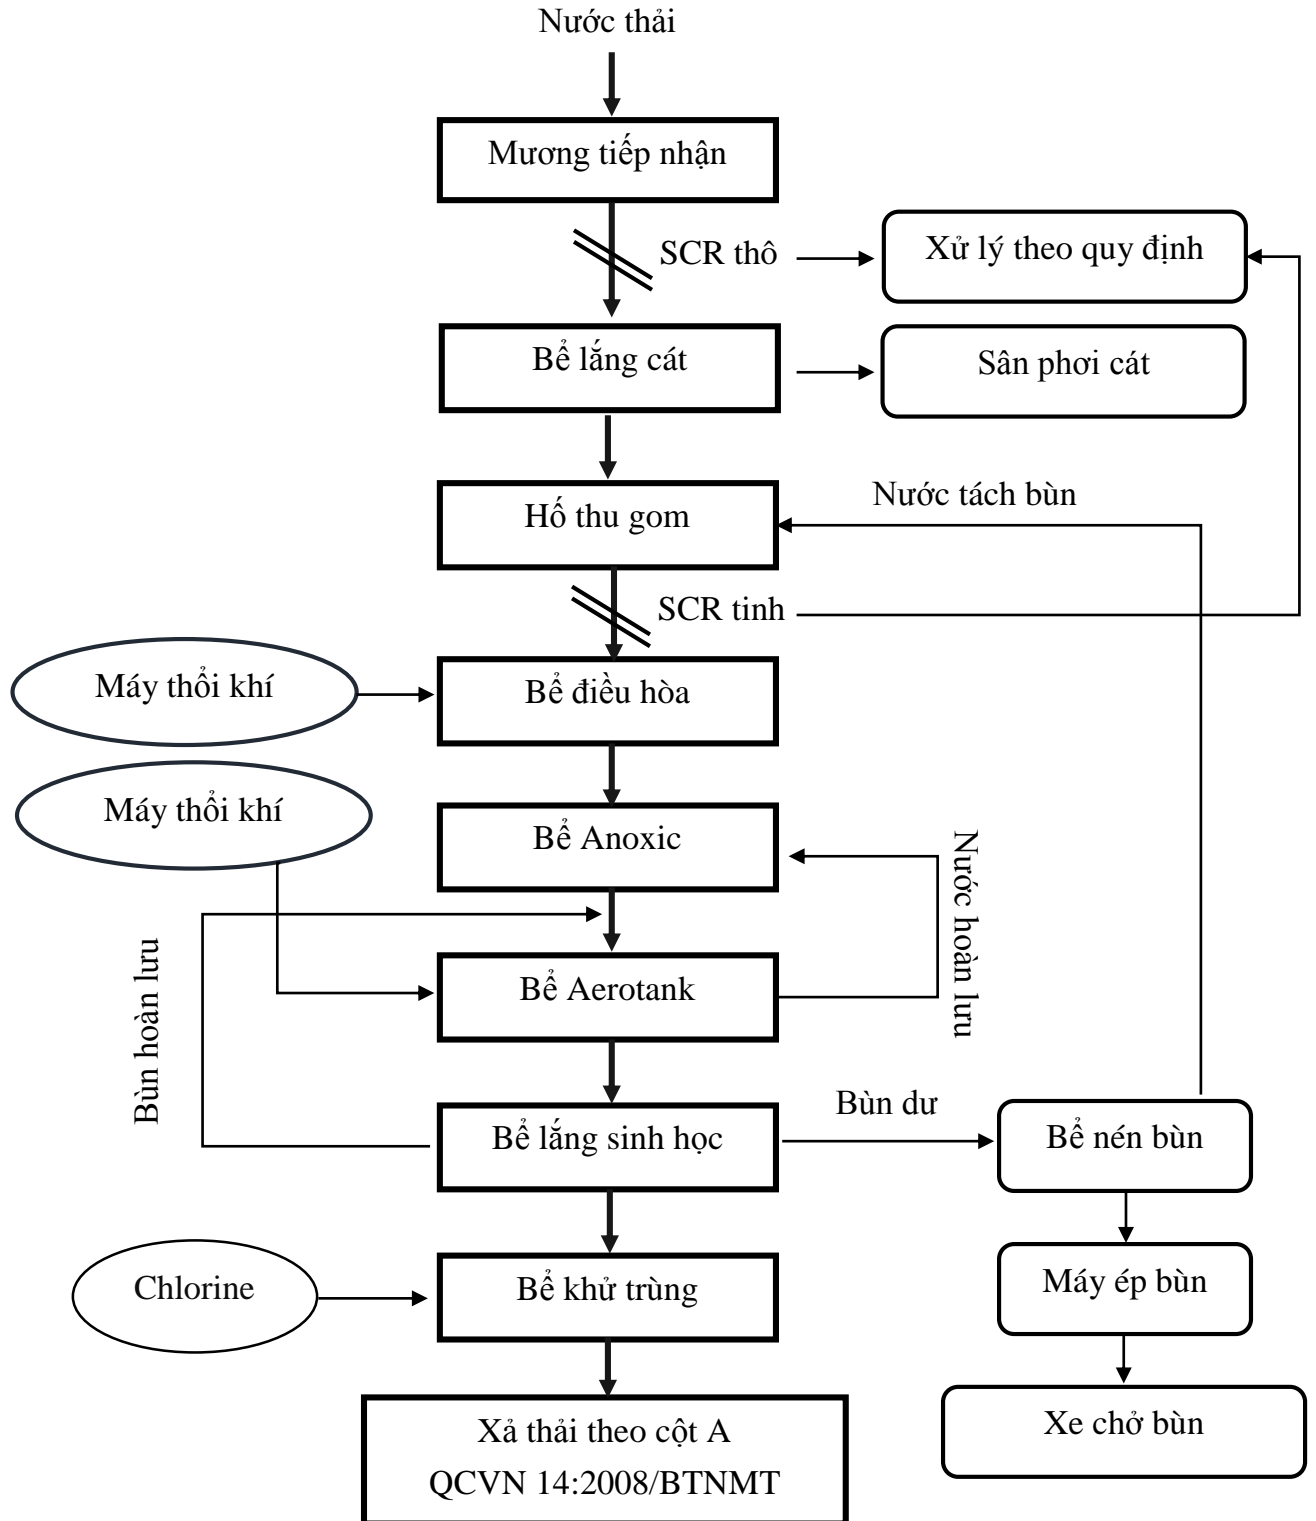 Nước thải
Mương tiếp nhận
SCR thô
Xử lý theo quy định
Bể lắng cát
Sân phơi cát
Nước tách bùn
Hố thu gom
SCR tinh
Máy thổi khí
Bể điều hòa
Máy thổi khí
Bể Anoxic
Nước hoàn lưu
Bùn hoàn lưu
Bể Aerotank
Bùn dư
Bể lắng sinh học
Bể nén bùn
Chlorine
Bể khử trùng
Máy ép bùn
Xả thải theo cột A
QCVN 14:2008/BTNMT
Xe chở bùn